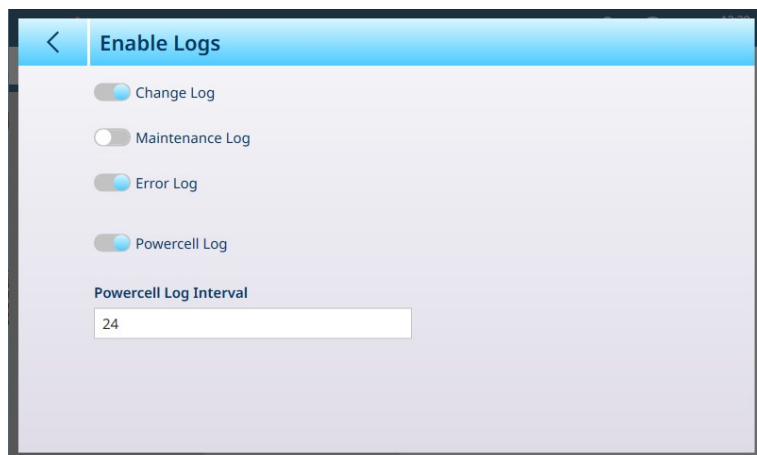 Enable Logs
Change Log
Maintenance Log
Error Log
Powercell Log
Powercell Log Interval
24